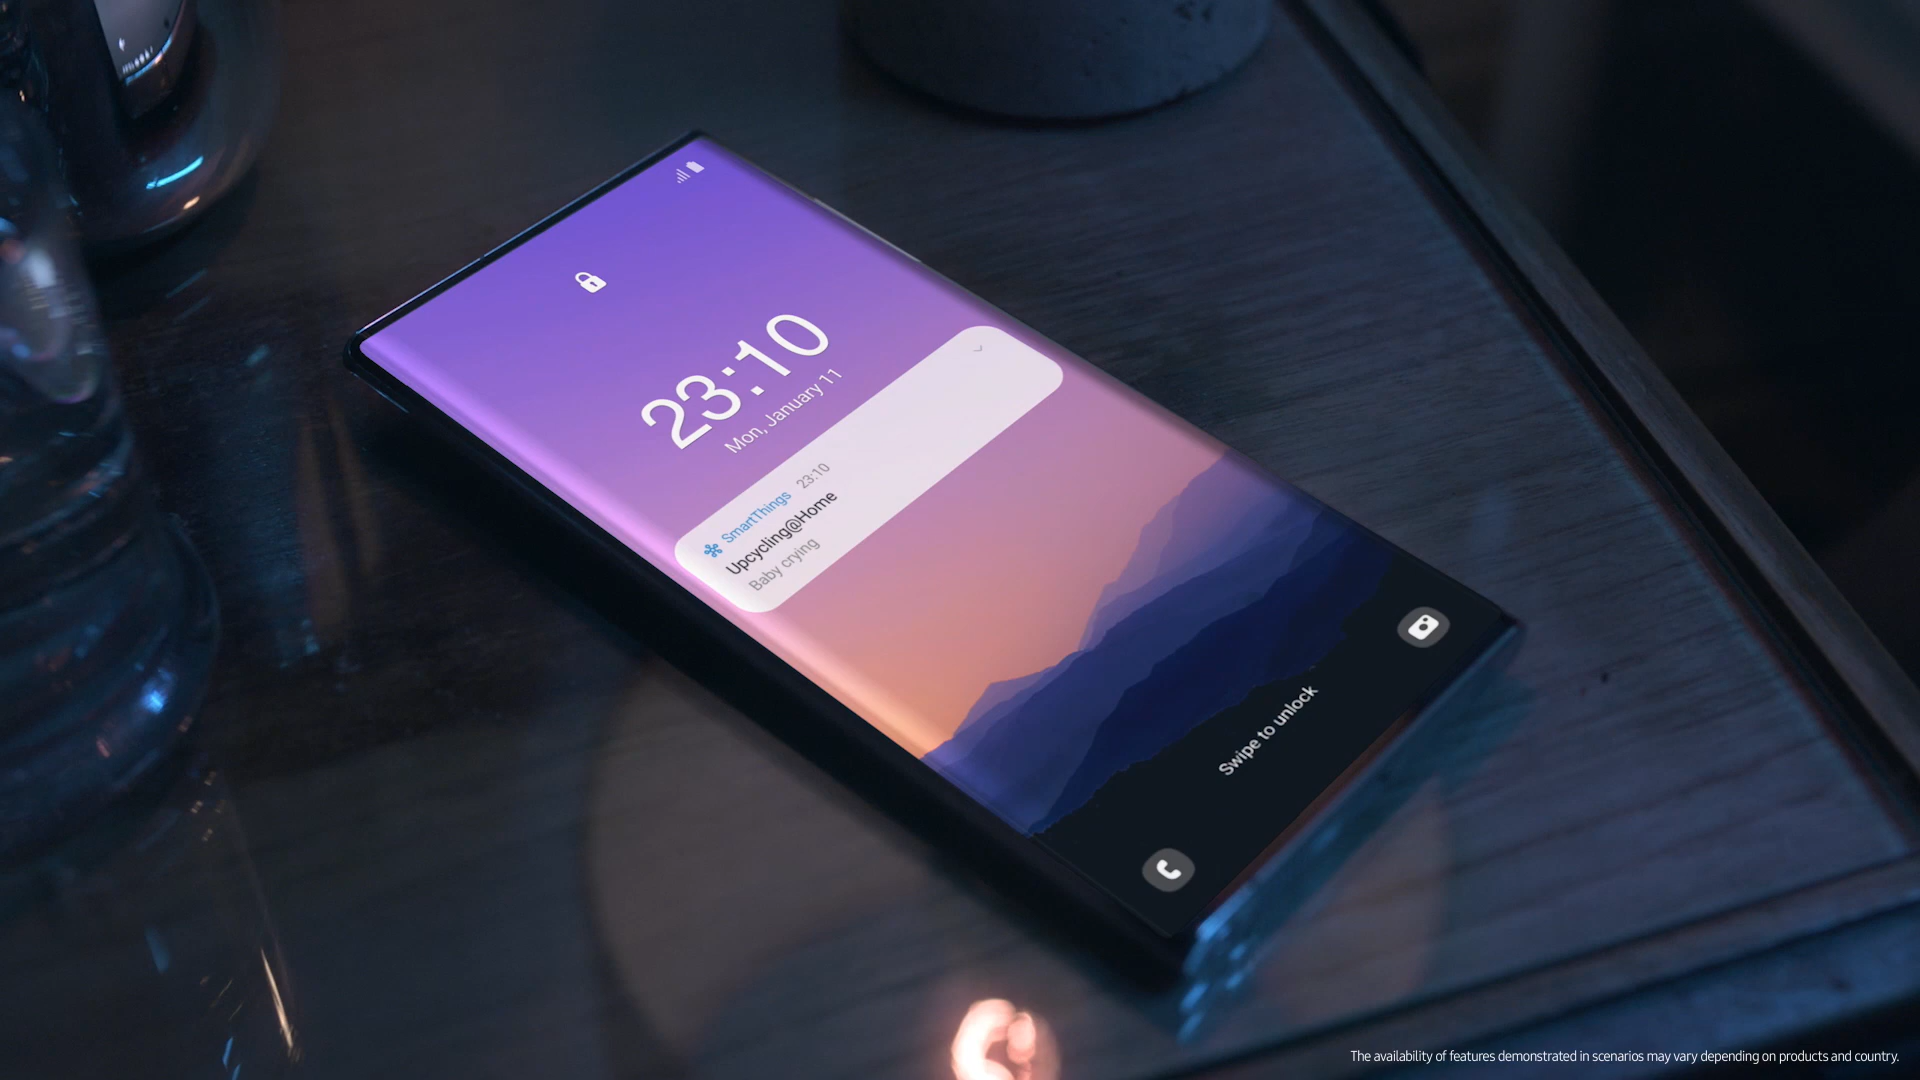 23:10
Mon, January 11
SmartThings 23:10
Upcycling@Home
Baby crying
Swipe to unlock
The availability of features demonstrated in scenarios may vary depending on products and country.